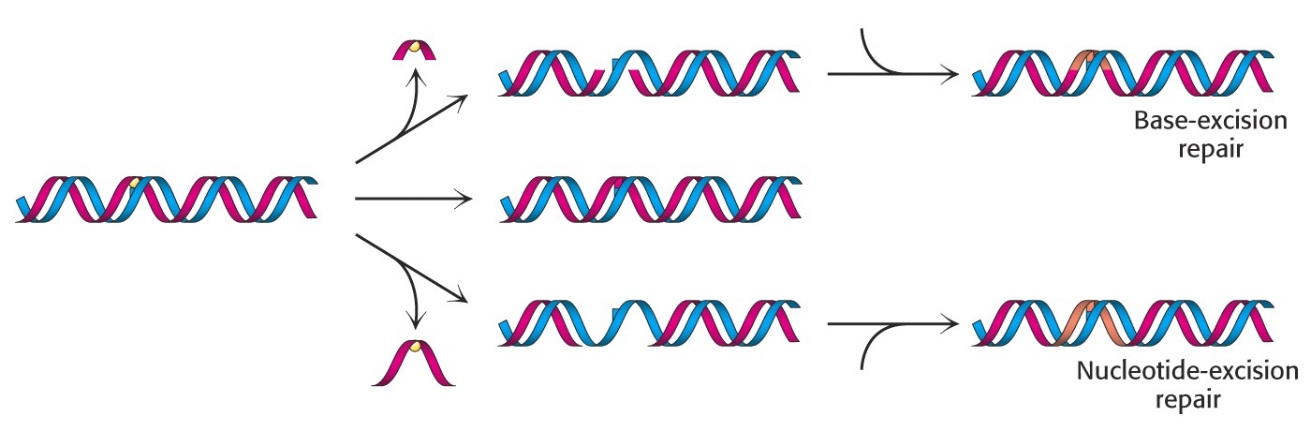 Base-excision
repair
Nucleotide-excision
repair